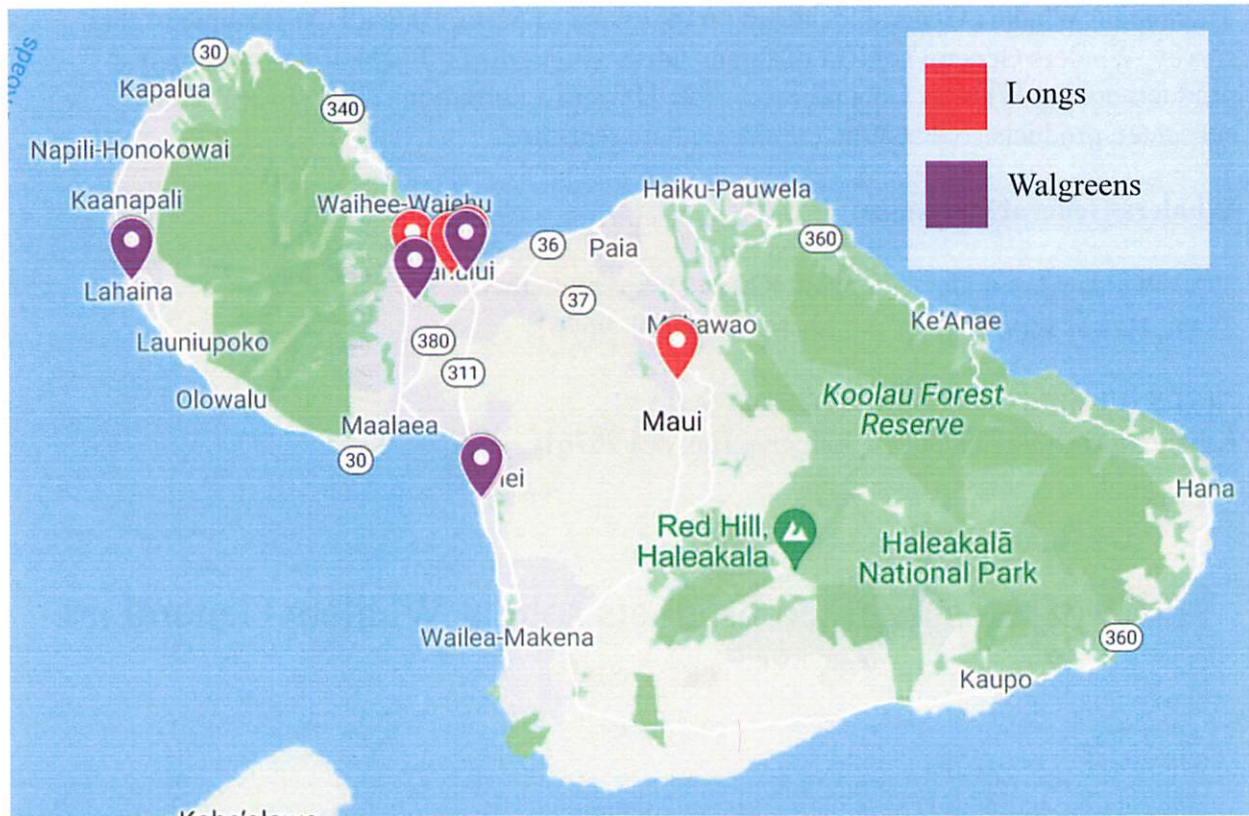 Roads
30
Kapalua
340
Napili-Honokowai
Kaanapali
Waihee-Waiehu
Haiku-Pauwela
Longs
Walgreens
36
Paia
360
Lahaina
37
Launiupoko
380
Ke'Anae
311
Olowalu
Koolau Forest
Reserve
Maalaea
Maui
30
Hana
Red Hill,
Haleakala
Haleakalā
National Park
Wailea-Makena
360
Kaupo